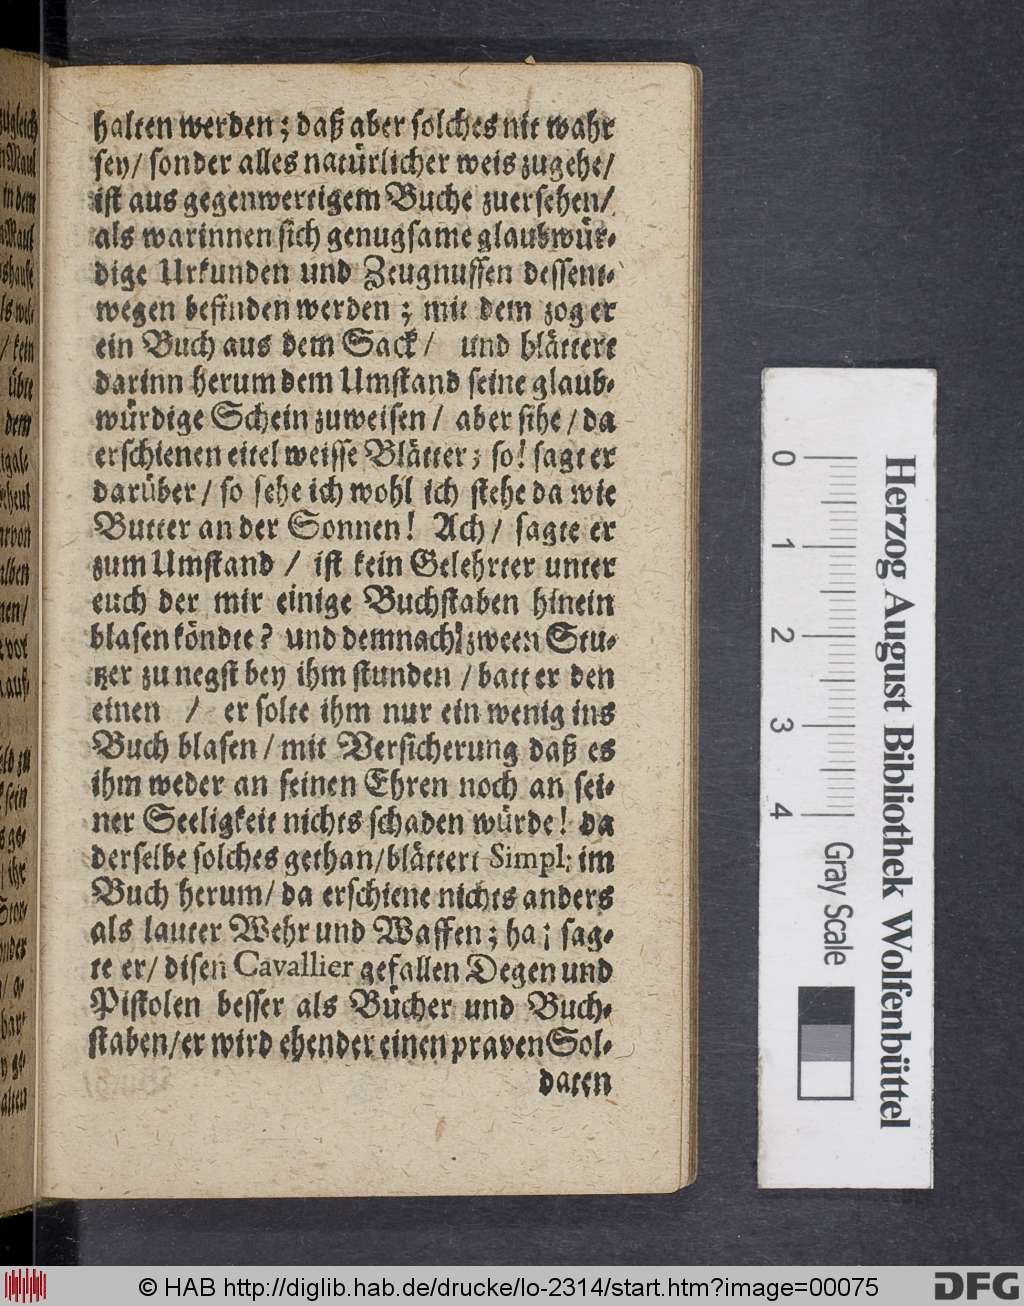 halten werden; daß aber solches nit wahr
sey/ sonder alles natürlicher weis zugehe/
ist aus gegenwertigem Buche zuersehen/
als warinnen sich genugsame glaubwür-
dige Urkunden und Zeugnussen dessent-
wegen befinden werden; mit dem zog er
ein Buch aus dem Sack/ und blättert
darinn herum dem Umstand seine glaub-
würdige Schein zuweisen/ aber sihe/ da
erschienen eitel weisse Blätter; so! sagt er
darüber/ so sehe ich wohl ich stehe da wie
Butter an der Sonnen! Ach/ sagte er
zum Umstand/ ist kein Gelehrter unter
euch der mir einige Buchstaben hinein
blasen köndte? und demnach zween Stu-
tzer zu negst bey ihm stunden/ batt er den
einen / er solte ihm nur ein wenig ins
Buch blasen/ mit Versicherung daß es
ihm weder an seinen Ehren noch an sei-
ner Seeligkeit nichts schaden würde! da
derselbe solches gethan/ blättert Simpl: im
Buch herum/ da erschiene nichts anders
als lauter Wehr und Waffen; ha; sag-
te er/ disen Cavallier gefallen Degen und
Pistolen besser als Bücher und Buch-
staben/ er wird ehender einen praven Sol-
daten
Herzog August Bibliothek Wolfenbüttel
0 1 2 3 4 Gray Scale
© HAB http://diglib.hab.de/drucke/lo-2314/start.htm?image=00075
DFG